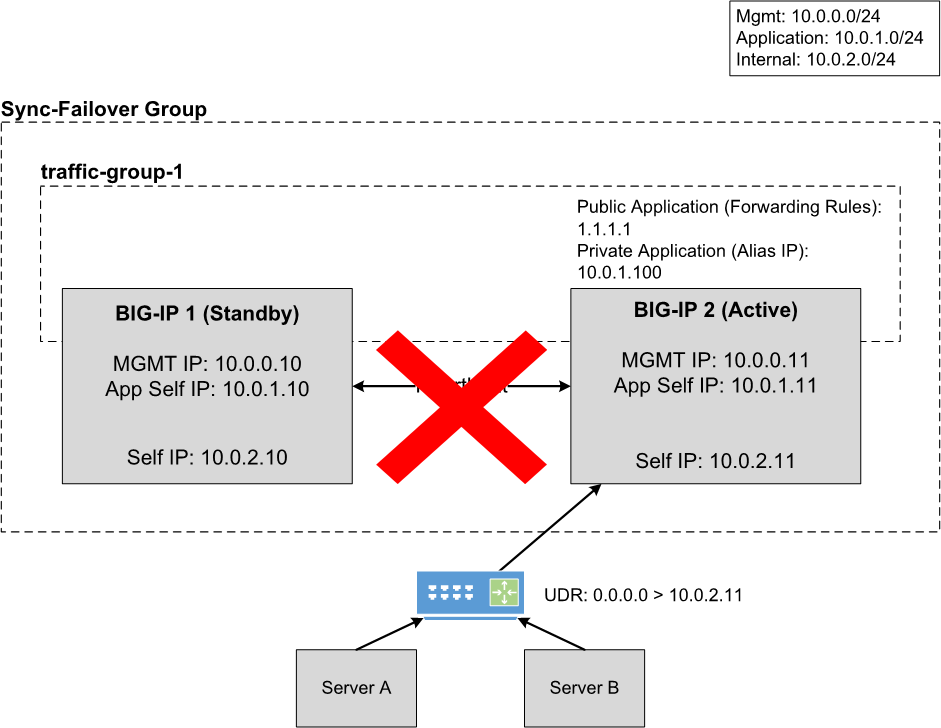 Mgmt: 10.0.0.0/24
Application: 10.0.1.0/24
Internal: 10.0.2.0/24
Sync-Failover Group
traffic-group-1
Public Application (Forwarding Rules):
1.1.1.1
Private Application (Alias IP):
10.0.1.100
BIG-IP 1 (Standby)
MGMT IP: 10.0.0.10
App Self IP: 10.0.1.10
Self IP: 10.0.2.10
BIG-IP 2 (Active)
MGMT IP: 10.0.0.11
App Self IP: 10.0.1.11
Self IP: 10.0.2.11
UDR: 0.0.0.0 > 10.0.2.11
Server A
Server B